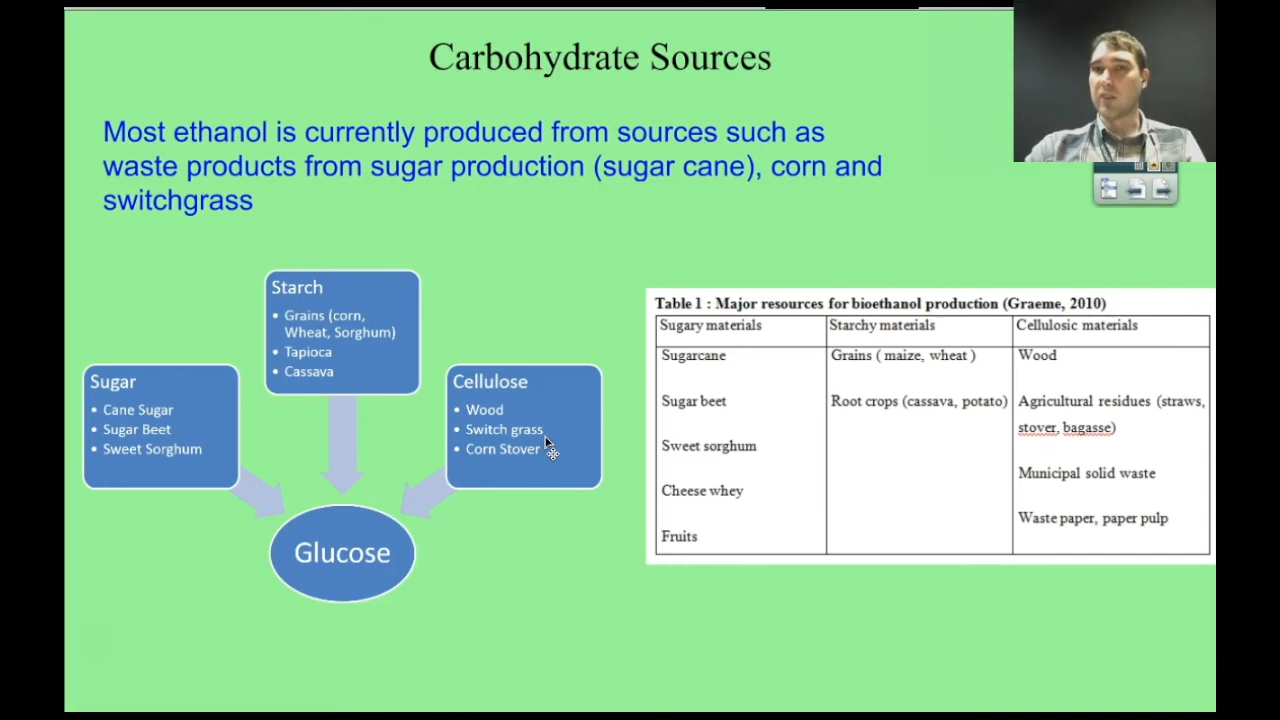 Carbohydrate Sources
Most ethanol is currently produced from sources such as
waste products from sugar production (sugar cane), corn and
switchgrass
Starch
• Grains (corn,
Wheat, Sorghum)
• Tapioca
• Cassava
Sugar
• Cane Sugar
• Sugar Beet
• Sweet Sorghum
Cellulose
• Wood
• Switch grass
• Corn Stover
Glucose
Table 1 : Major resources for bioethanol production (Graeme, 2010)
Sugary materials Starchy materials Cellulosic materials
Sugarcane Grains ( maize, wheat ) Wood
Sugar beet Root crops (cassava, potato) Agricultural residues (straws,
stover, bagasse)
Sweet sorghum
Municipal solid waste
Cheese whey
Waste paper, paper pulp
Fruits